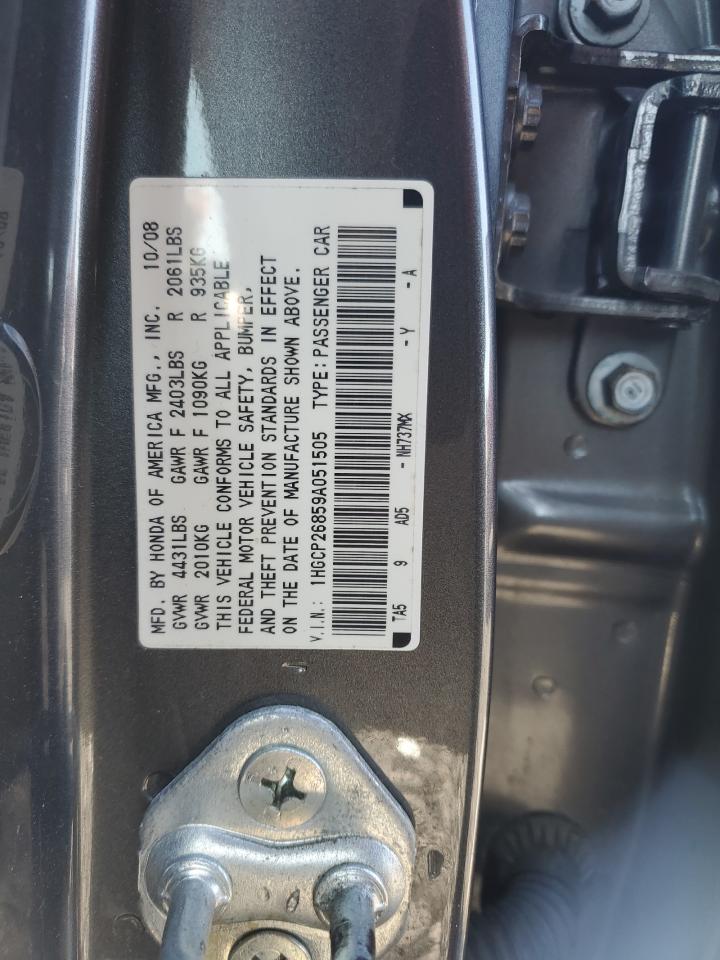 MFD. BY HONDA OF AMERICA MFG., INC. 10/08
GVWR 4431LBS GAWR F 2403LBS R 2061LBS
GVWR 2010KG GAWR F 1090KG R 935KG
THIS VEHICLE CONFORMS TO ALL APPLICABLE
FEDERAL MOTOR VEHICLE SAFETY, BUMPER,
AND THEFT PREVENTION STANDARDS IN EFFECT
ON THE DATE OF MANUFACTURE SHOWN ABOVE.
V.I.N.: 1HGCP26859A051505 TYPE:PASSENGER CAR
TA5 9 AD5 -NH737MX -Y -A